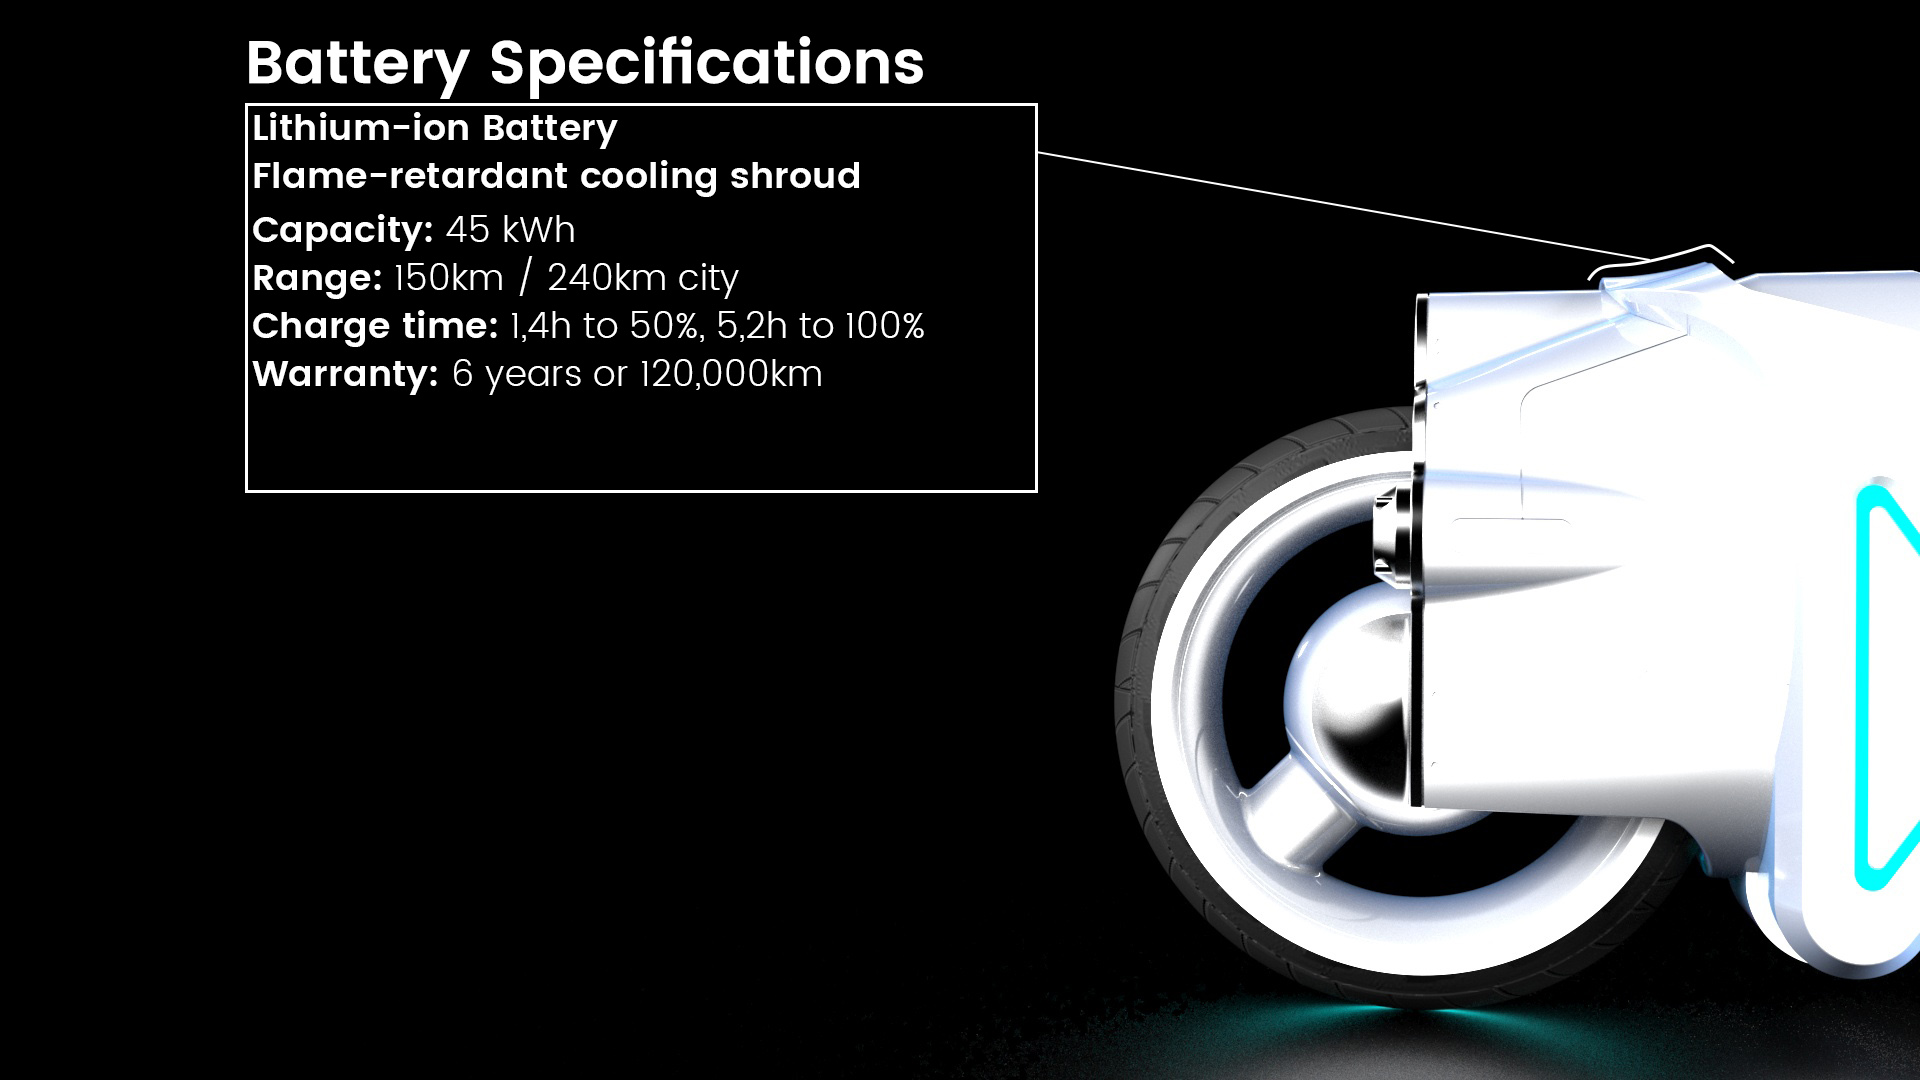 Battery Specifications
Lithium-ion Battery
Flame-retardant cooling shroud
Capacity: 45 kWh
Range: 150km / 240km city
Charge time: 1,4h to 50%, 5,2h to 100%
Warranty: 6 years or 120,000km